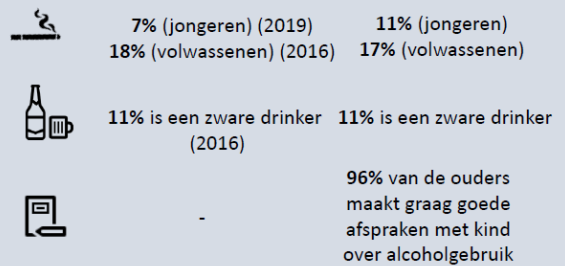 7% (jongeren) (2019)
18% (volwassenen) (2016)
11% (jongeren)
17% (volwassenen)
11% is een zware drinker
(2016)
11% is een zware drinker
-
96% van de ouders
maakt graag goede
afspraken met kind
over alcoholgebruik